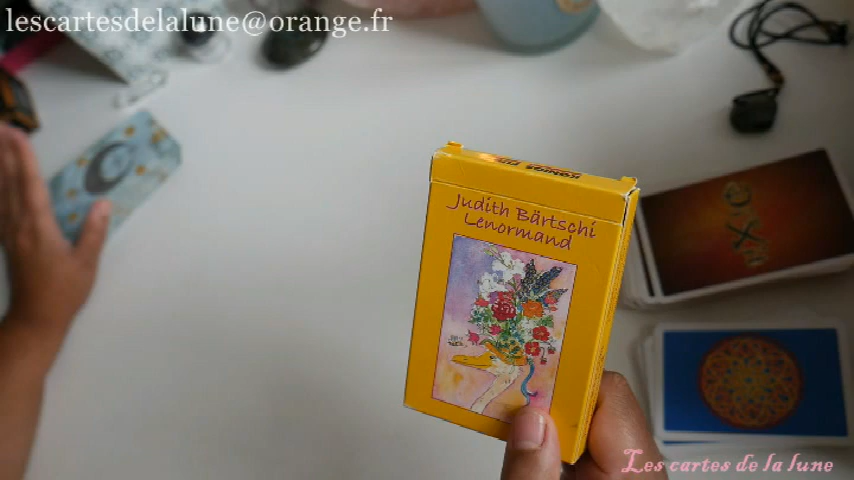 lescartesdelalune@orange.fr
Judith Bärtschi
Lenormand
Les cartes de la lune